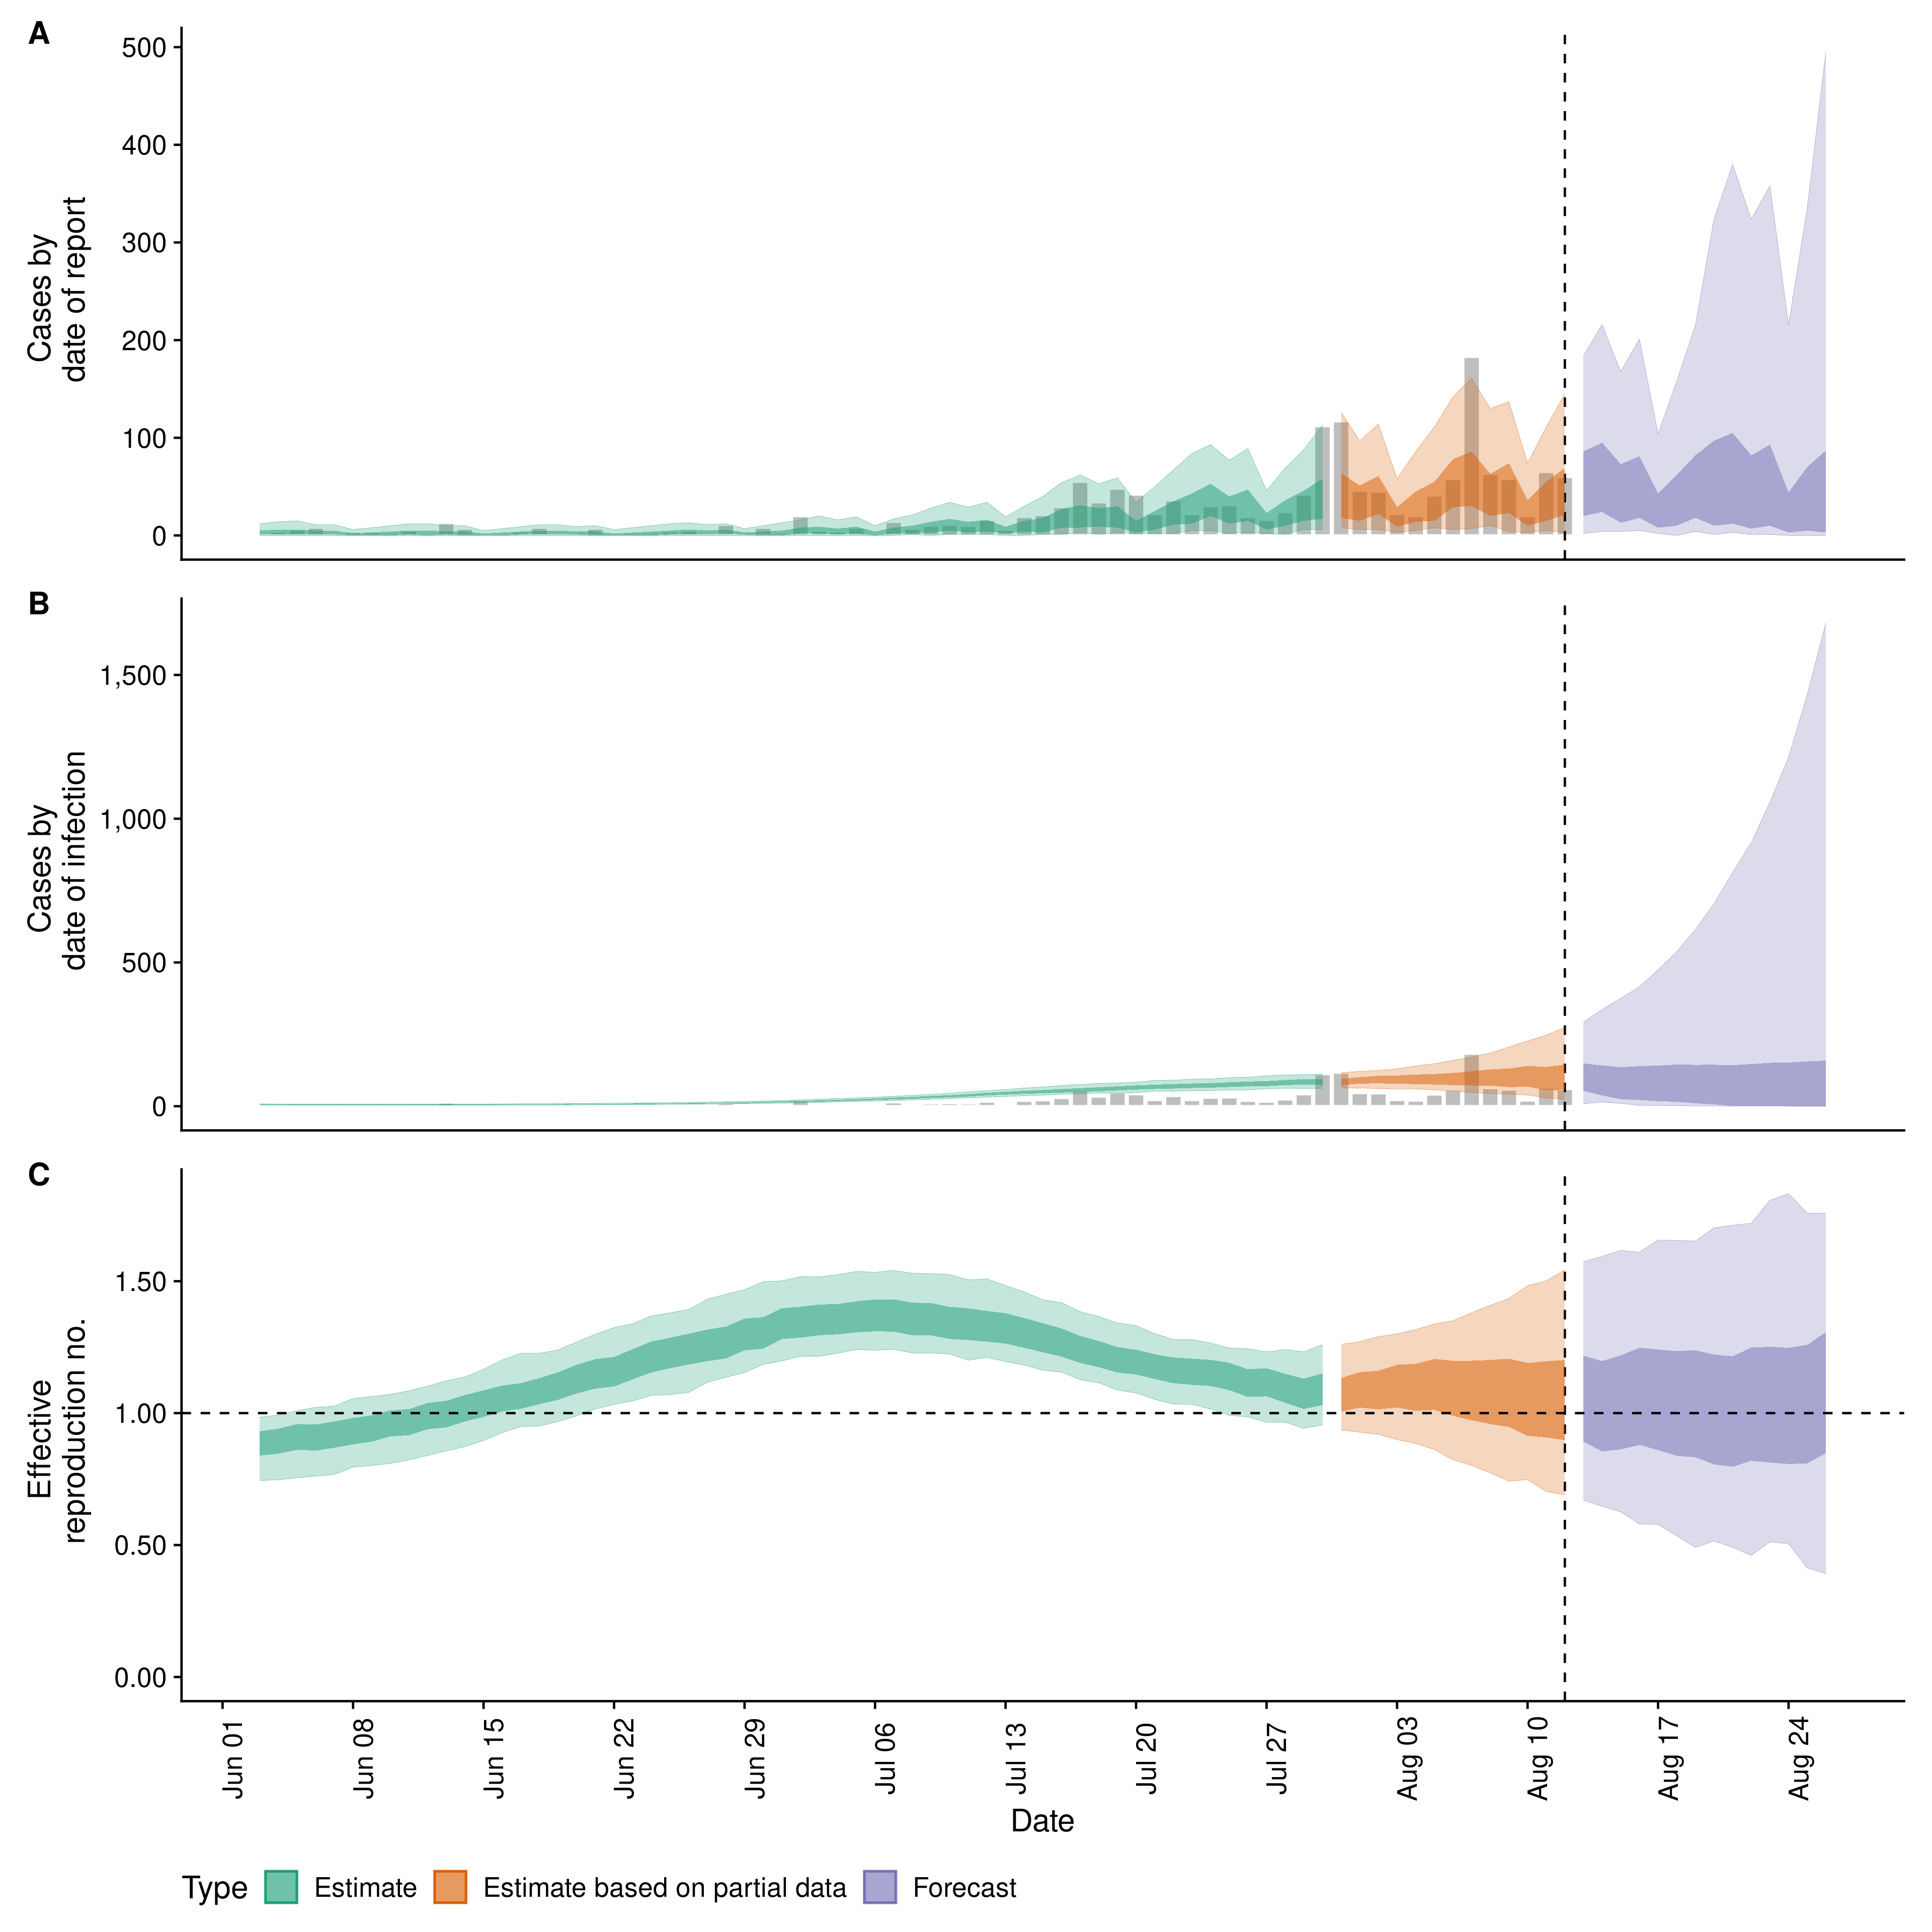 A
500
400
300
200
100
0
Cases by
date of report
B
1,500
1,000
500
0
Cases by
date of infection
C
1.50
1.00
0.50
0.00
Effective
reproduction no.
Jun 01
Jun 08
Jun 15
Jun 22
Jun 29
Jul 06
Jul 13
Jul 20
Jul 27
Aug 03
Aug 10
Aug 17
Aug 24
Date
Type Estimate Estimate based on partial data Forecast